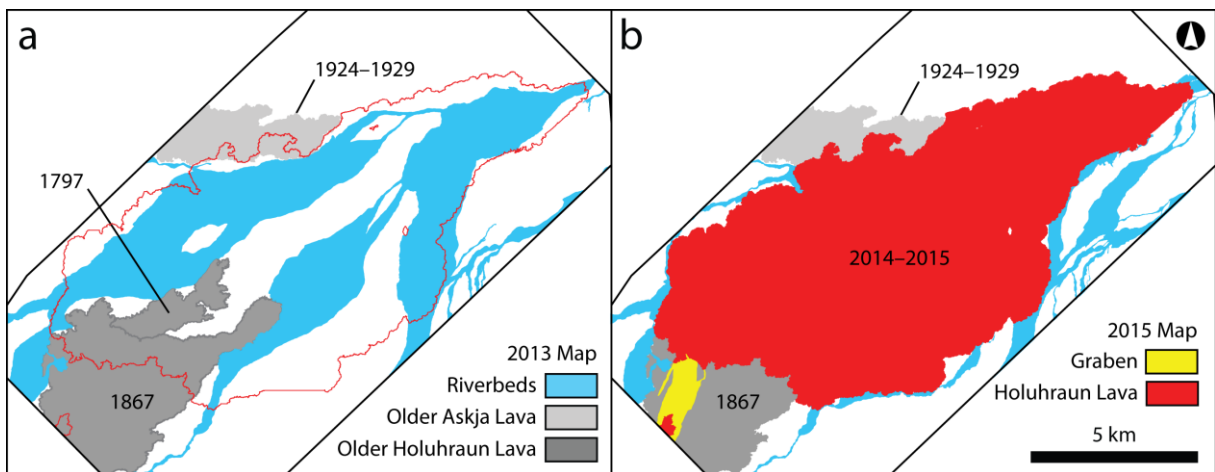 a
1924–1929
1797
1867
2013 Map
Riverbeds
Older Askja Lava
Older Holuhraun Lava
b
1924–1929
2014–2015
1867
2015 Map
Graben
Holuhraun Lava
5 km